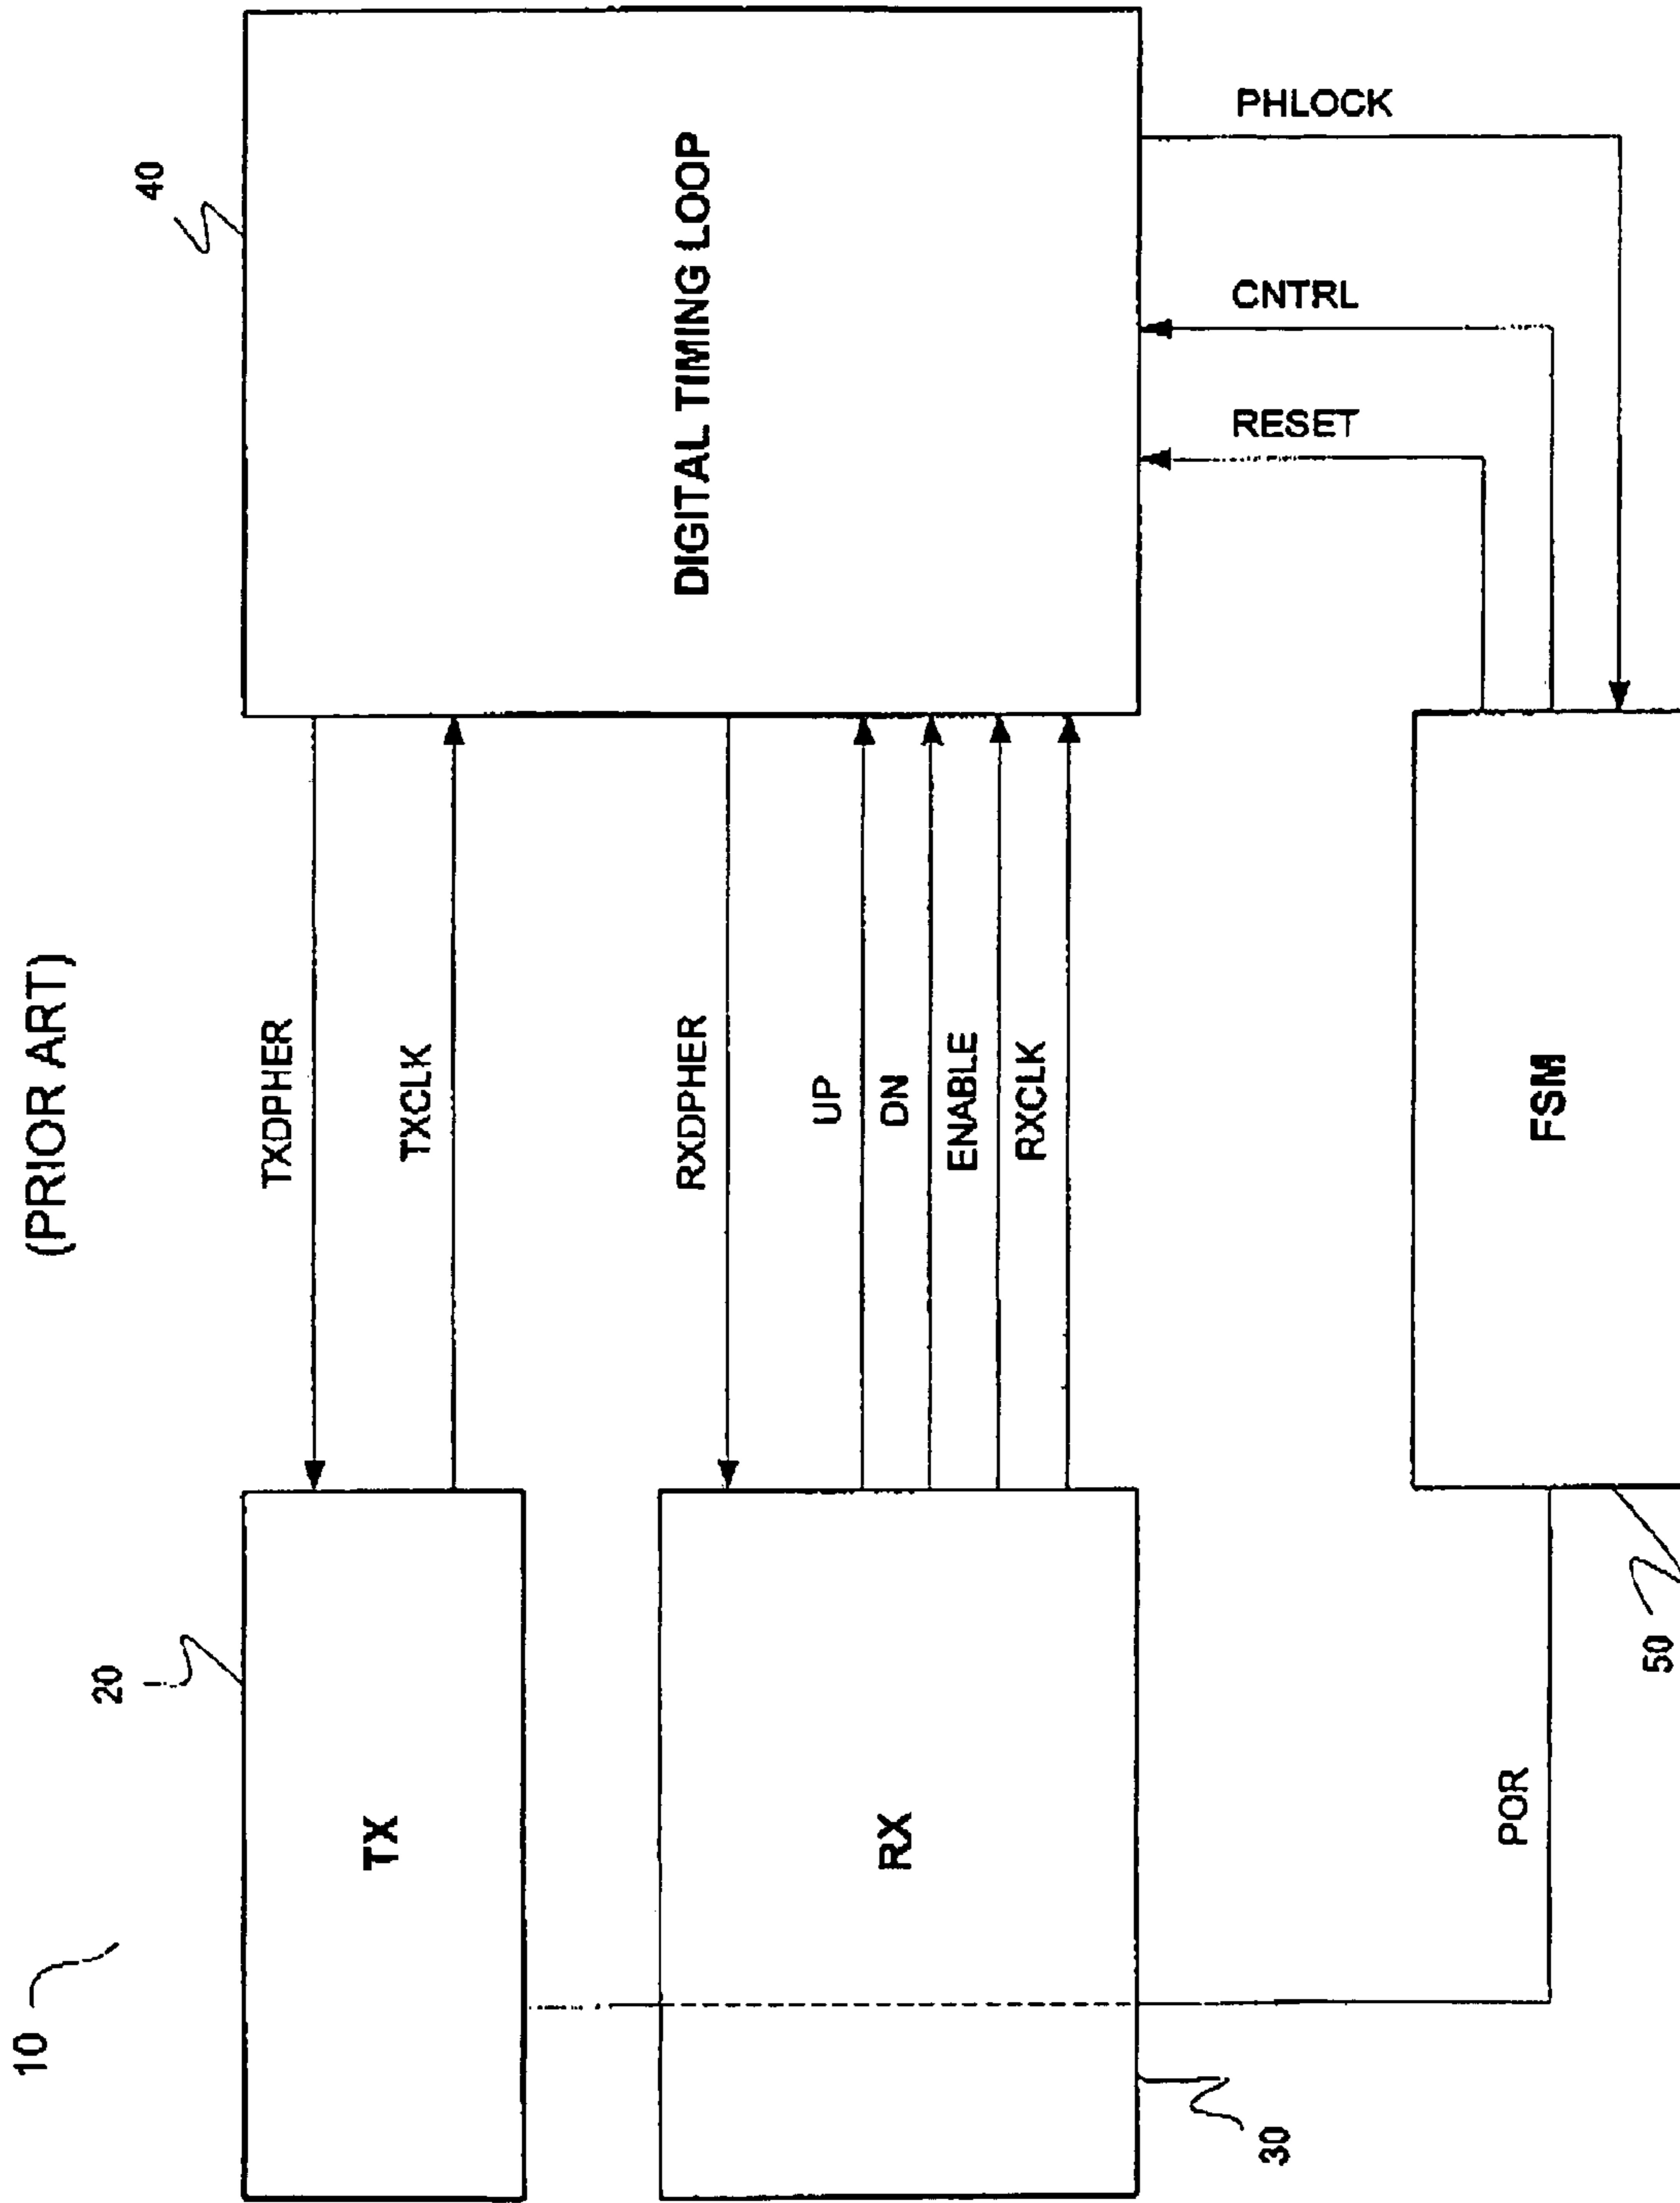 (PRIOR ART)
10
20
40
TX
TXDPHER
TXCLK
RX
RXDPHER
UP
DN
ENABLE
RXCLK
DIGITAL TIMING LOOP
30
RESET
CNTRL
PHLOCK
POR
FSM
50